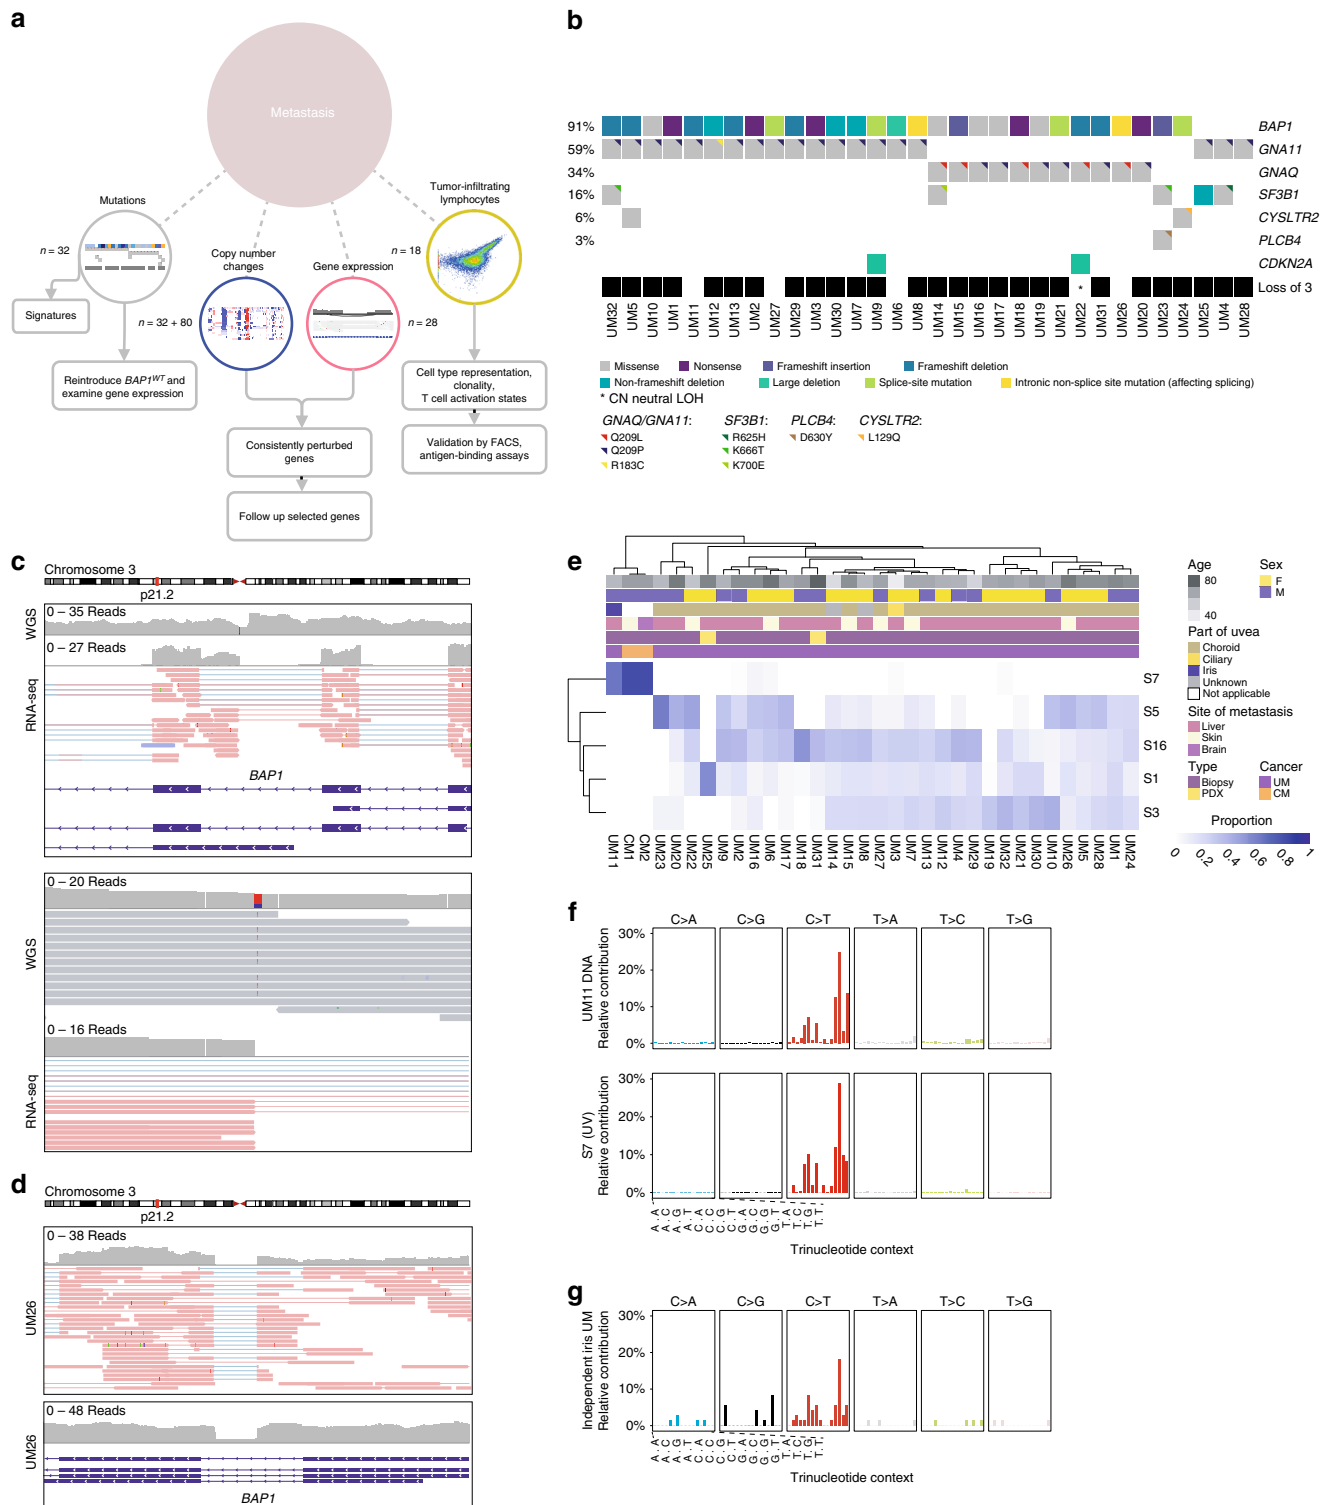 a
Metastasis
Mutations
n = 32
Copy number
changes
n = 32 + 80
Gene expression
n = 28
Tumor-infiltrating
lymphocytes
n = 18
Signatures
Reintroduce BAP1WT and
examine gene expression
Cell type representation,
clonality,
T cell activation states
Consistently perturbed
genes
Validation by FACS,
antigen-binding assays
Follow up selected genes
b
91% BAP1
59% GNA11
34% GNAQ
16% SF3B1
6% CYSLTR2
3% PLCB4
CDKN2A
* Loss of 3
UM32 UM5 UM10 UM1 UM11 UM12 UM13 UM2 UM27 UM29 UM3 UM30 UM7 UM9 UM6 UM8 UM14 UM15 UM16 UM17 UM18 UM19 UM21 UM22 UM31 UM26 UM20 UM23 UM24 UM25 UM4 UM28
Missense Nonsense Frameshift insertion Frameshift deletion
Non-frameshift deletion Large deletion Splice-site mutation Intronic non-splice site mutation (affecting splicing)
* CN neutral LOH
GNAQ/GNA11: SF3B1: PLCB4: CYSLTR2:
Q209L R625H D630Y L129Q
Q209P K666T
R183C K700E
c
Chromosome 3
p21.2
WGS
0 – 35 Reads
RNA-seq
0 – 27 Reads
BAP1
WGS
0 – 20 Reads
RNA-seq
0 – 16 Reads
d
Chromosome 3
p21.2
UM26
0 – 38 Reads
UM26
0 – 48 Reads
BAP1
e
S7
S5
S16
S1
S3
UM11 CM1 CM2 UM23 UM20 UM22 UM25 UM9 UM2 UM16 UM6 UM17 UM18 UM31 UM14 UM15 UM8 UM27 UM3 UM7 UM13 UM12 UM4 UM29 UM19 UM32 UM21 UM30 UM10 UM26 UM5 UM28 UM1 UM24
Age Sex
80 F
M
40
Part of uvea
Choroid
Ciliary
Iris
Unknown
Not applicable
Site of metastasis
Liver
Skin
Brain
Type Cancer
Biopsy UM
PDX CM
Proportion
0 0.2 0.4 0.6 0.8 1
f
C>A C>G C>T T>A T>C T>G
UM11 DNA
Relative contribution
30%
20%
10%
0%
S7 (UV)
Relative contribution
30%
20%
10%
0%
A.A A.C A.G A.T C.A C.C C.G C.T G.A G.C G.G G.T T.A T.C T.G T.T
Trinucleotide context
g
C>A C>G C>T T>A T>C T>G
Independent iris UM
Relative contribution
30%
20%
10%
0%
A.A A.C A.G A.T C.A C.C C.G C.T G.A G.C G.G G.T T.A T.C T.G T.T
Trinucleotide context